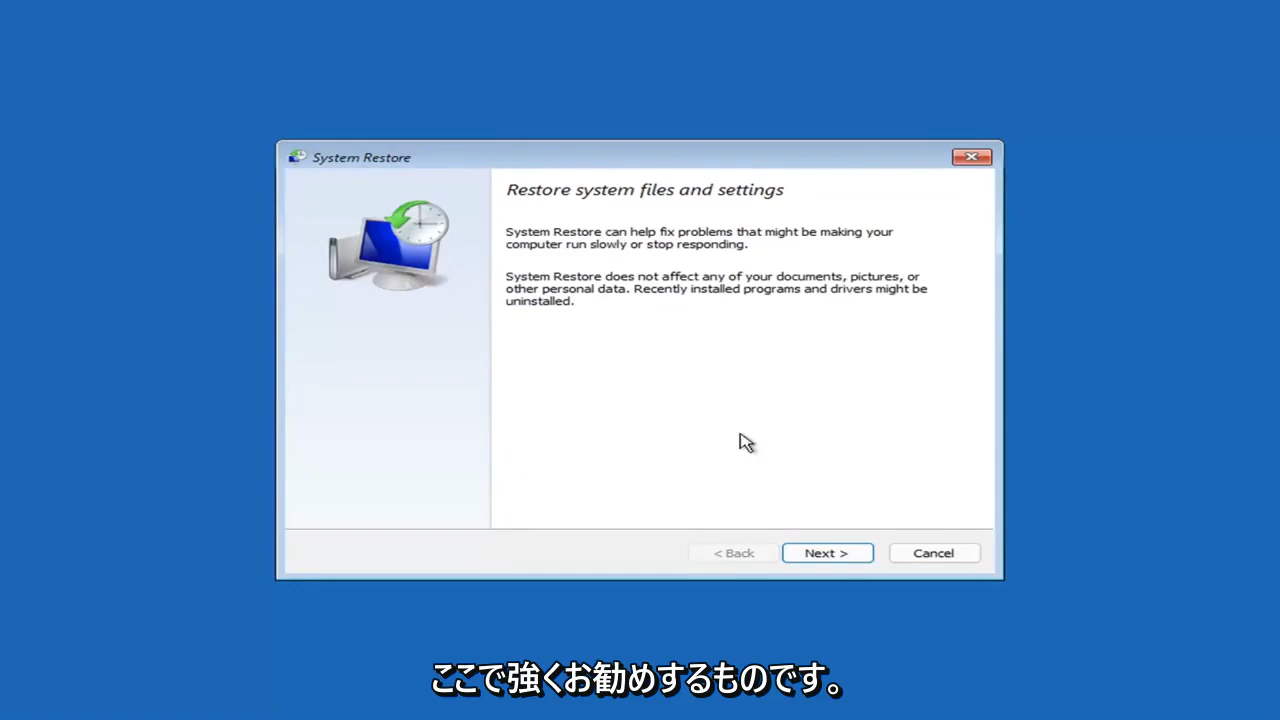 System Restore
Restore system files and settings
System Restore can help fix problems that might be making your
computer run slowly or stop responding.
System Restore does not affect any of your documents, pictures, or
other personal data. Recently installed programs and drivers might be
uninstalled.
< Back Next > Cancel
ここで強くお勧めするものです。